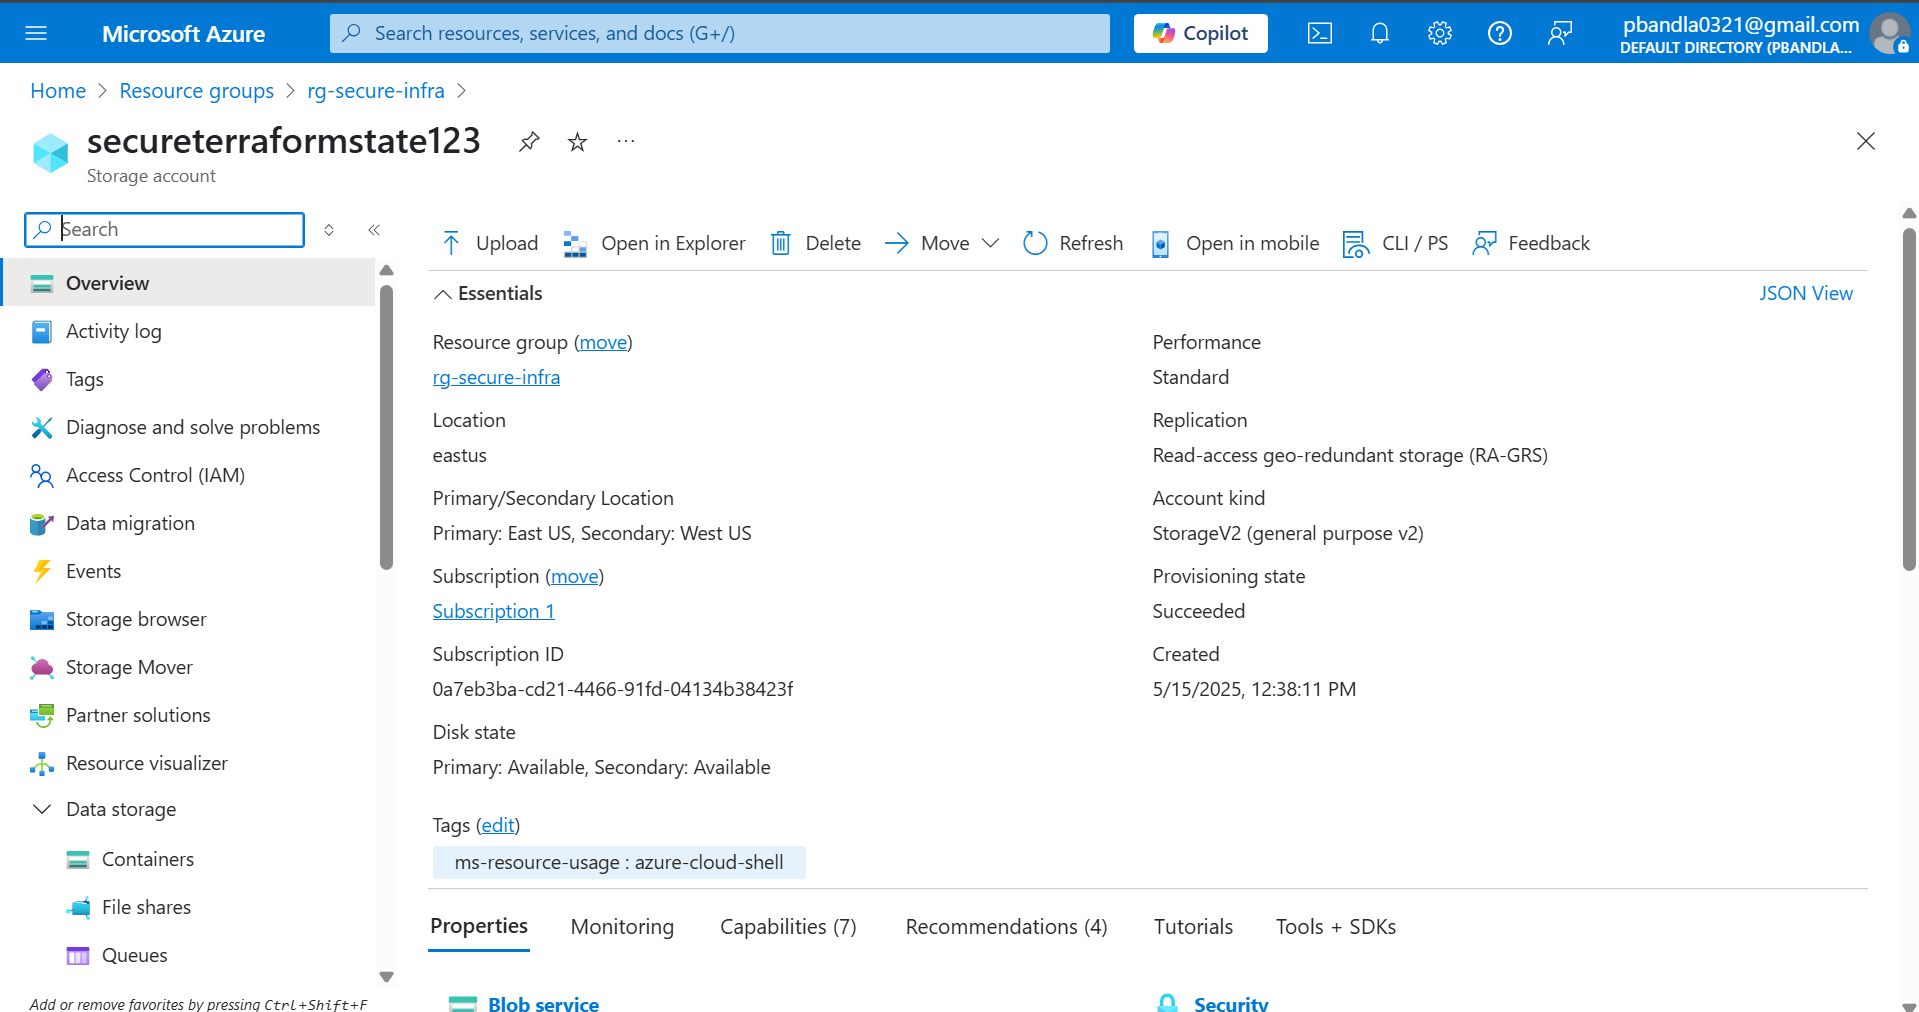 Microsoft Azure
Search resources, services, and docs (G+/)
Copilot
pbandla0321@gmail.com
DEFAULT DIRECTORY (PBANDLA...
Home > Resource groups > rg-secure-infra >
secureterraformstate123
...
Storage account
Search
Overview
Activity log
Tags
Diagnose and solve problems
Access Control (IAM)
Data migration
Events
Storage browser
Storage Mover
Partner solutions
Resource visualizer
Data storage
Containers
File shares
Queues
Add or remove favorites by pressing Ctrl+Shift+F
Upload
Open in Explorer
Delete
Move
Refresh
Open in mobile
CLI / PS
Feedback
Essentials
JSON View
Resource group (move)
rg-secure-infra
Location
eastus
Primary/Secondary Location
Primary: East US, Secondary: West US
Subscription (move)
Subscription 1
Subscription ID
0a7eb3ba-cd21-4466-91fd-04134b38423f
Disk state
Primary: Available, Secondary: Available
Performance
Standard
Replication
Read-access geo-redundant storage (RA-GRS)
Account kind
StorageV2 (general purpose v2)
Provisioning state
Succeeded
Created
5/15/2025, 12:38:11 PM
Tags (edit)
ms-resource-usage : azure-cloud-shell
Properties
Monitoring
Capabilities (7)
Recommendations (4)
Tutorials
Tools + SDKs
Blob service
Security